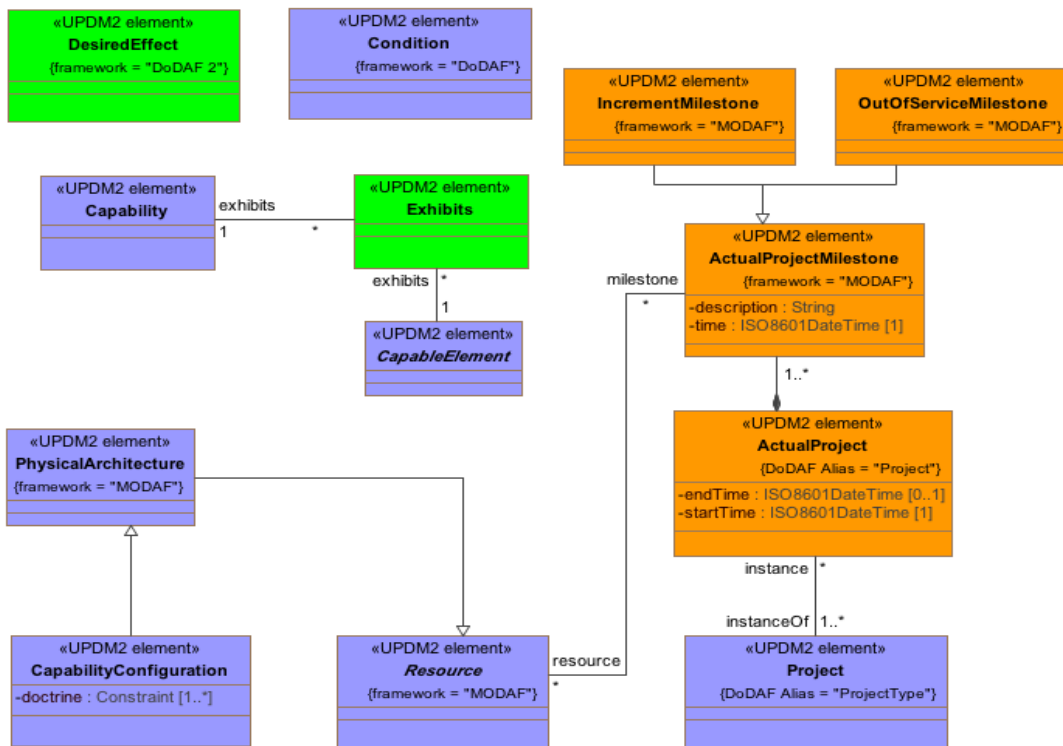 «UPDM2 element»
DesiredEffect
{framework = "DoDAF 2"}
«UPDM2 element»
Condition
{framework = "DoDAF"}
«UPDM2 element»
IncrementMilestone
{framework = "MODAF"}
«UPDM2 element»
OutOfServiceMilestone
{framework = "MODAF"}
«UPDM2 element»
Capability
exhibits
1
*
«UPDM2 element»
Exhibits
exhibits
*
1
«UPDM2 element»
CapableElement
«UPDM2 element»
ActualProjectMilestone
{framework = "MODAF"}
-description : String
-time : ISO8601DateTime [1]
milestone
*
1..*
«UPDM2 element»
ActualProject
{DoDAF Alias = "Project"}
-endTime : ISO8601DateTime [0..1]
-startTime : ISO8601DateTime [1]
«UPDM2 element»
PhysicalArchitecture
{framework = "MODAF"}
instance
*
instanceOf
1..*
«UPDM2 element»
CapabilityConfiguration
-doctrine : Constraint [1..*]
«UPDM2 element»
Resource
{framework = "MODAF"}
resource
*
«UPDM2 element»
Project
{DoDAF Alias = "ProjectType"}